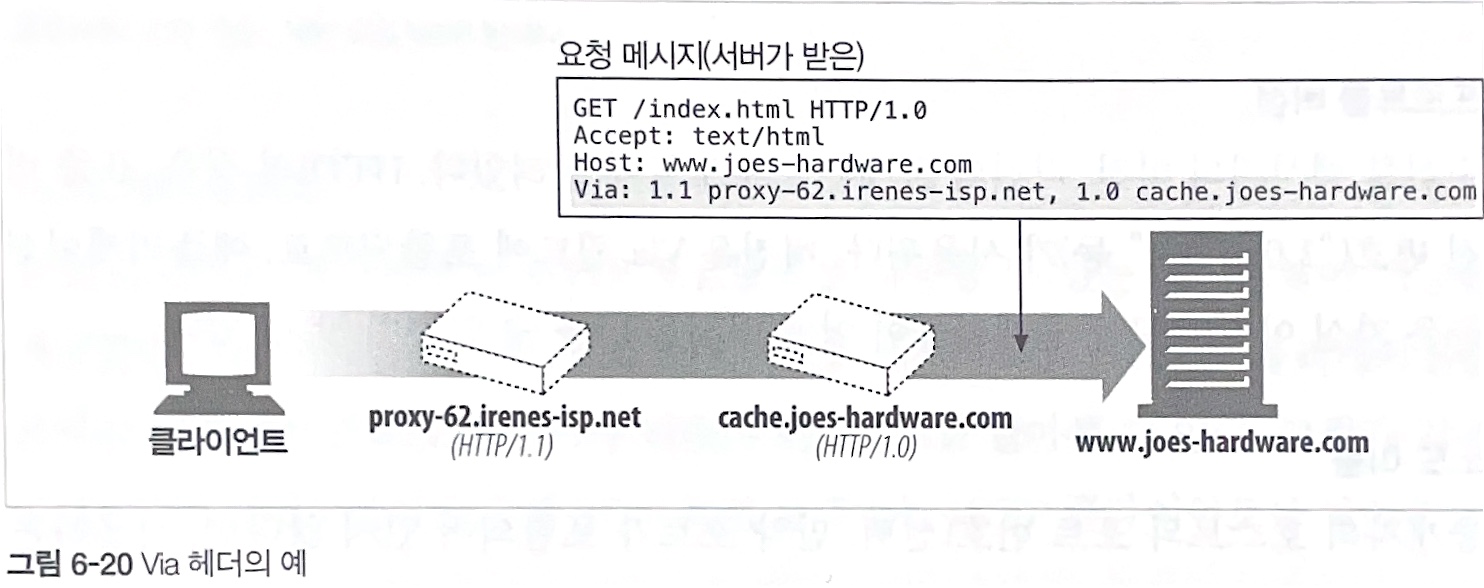 요청 메시지(서버가 받은)
GET /index.html HTTP/1.0
Accept: text/html
Host: www.joes-hardware.com
Via: 1.1 proxy-62.irenes-isp.net, 1.0 cache.joes-hardware.com
클라이언트
proxy-62.irenes-isp.net
(HTTP/1.1)
cache.joes-hardware.com
(HTTP/1.0)
www.joes-hardware.com
그림 6-20 Via 헤더의 예